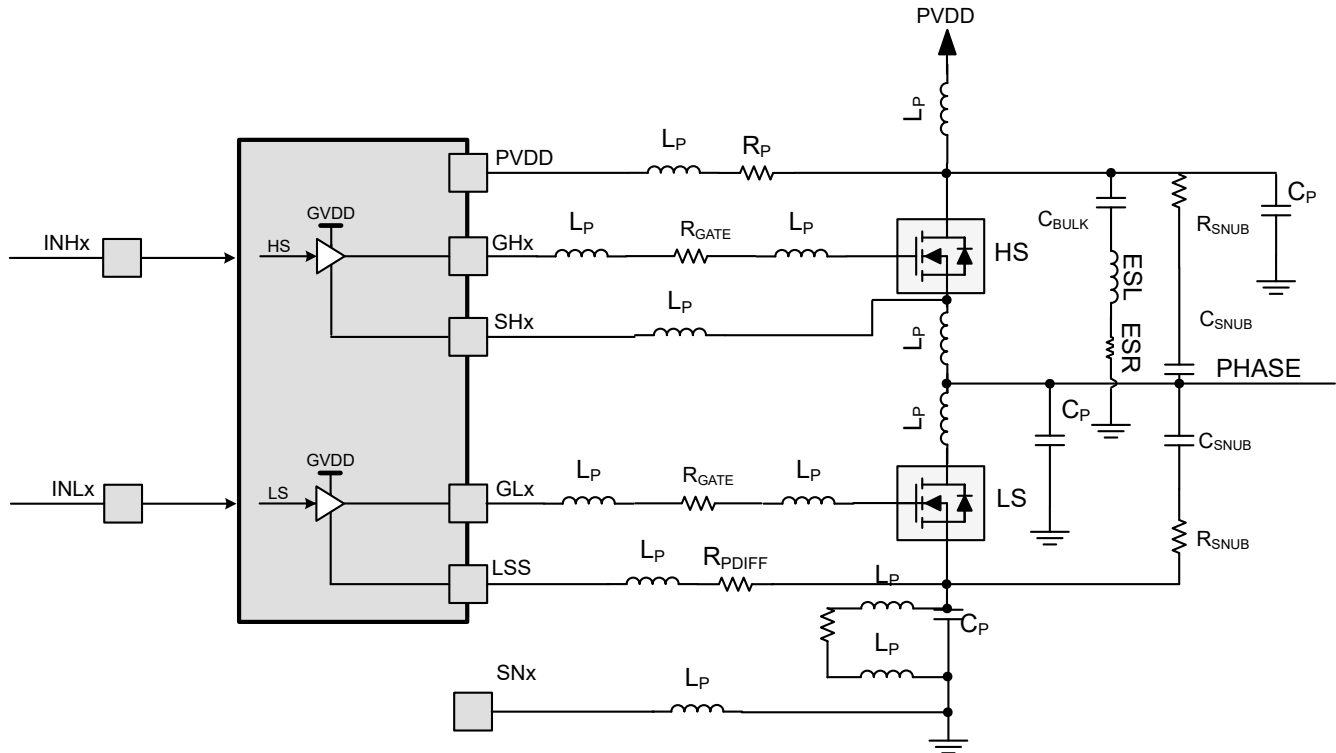 PVDD
LP
PVDD
LP
RP
CP
GVDD
LP
RGATE
LP
CBULK
RSNUB
INHx
HS
GHx
HS
ESL
SHx
LP
LP
CSNUB
ESR
PHASE
LP
CP
GVDD
CSNUB
INLx
LS
GLx
LP
RGATE
LP
LS
RSNUB
LSS
LP
RPDIFF
LP
CP
LP
SNx
LP